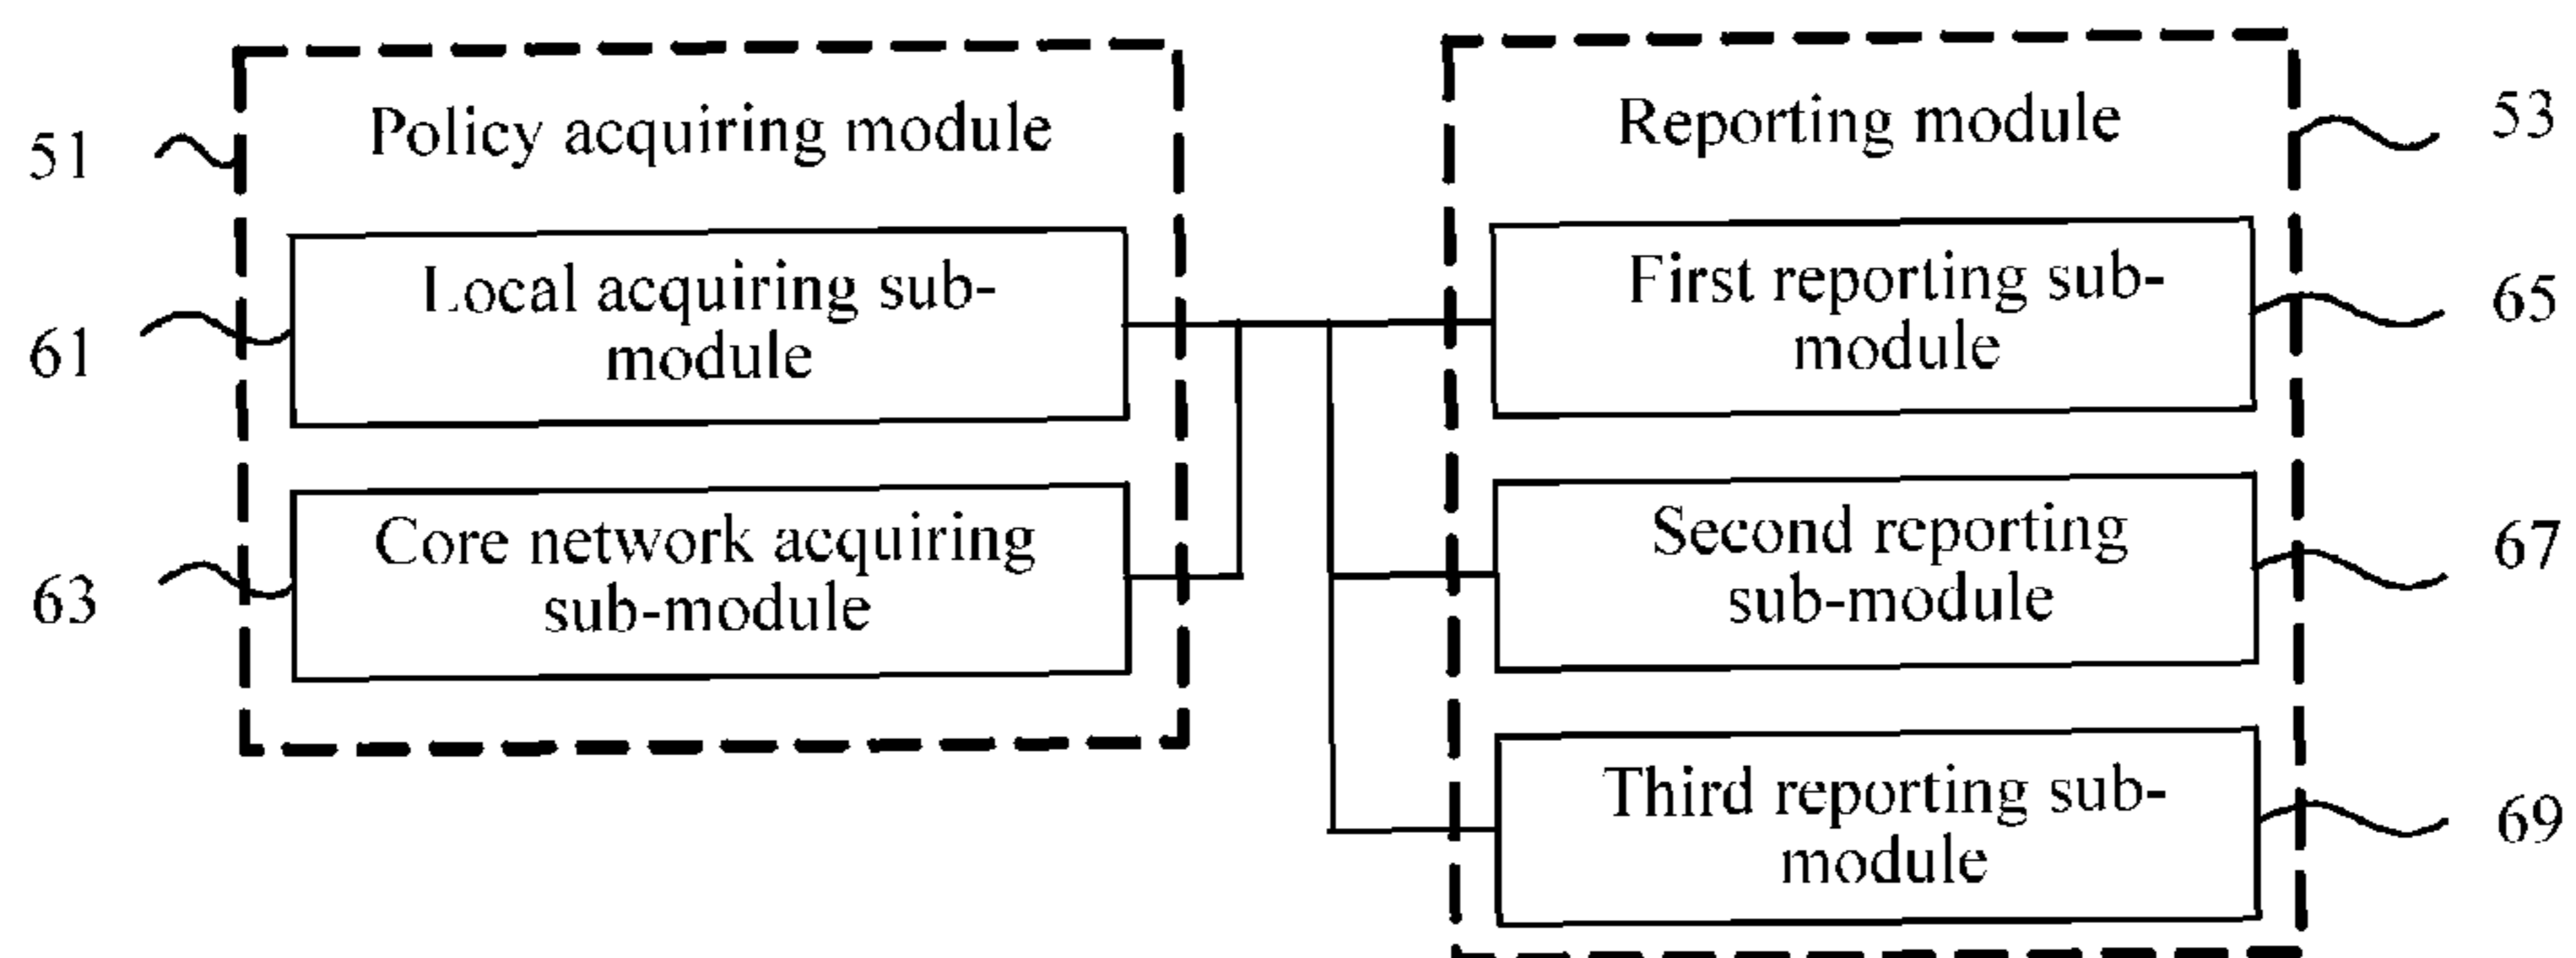 Policy acquiring module
51
Local acquiring sub-
module
61
Core network acquiring
sub-module
63
Reporting module
53
First reporting sub-
module
65
Second reporting
sub-module
67
Third reporting sub-
module
69